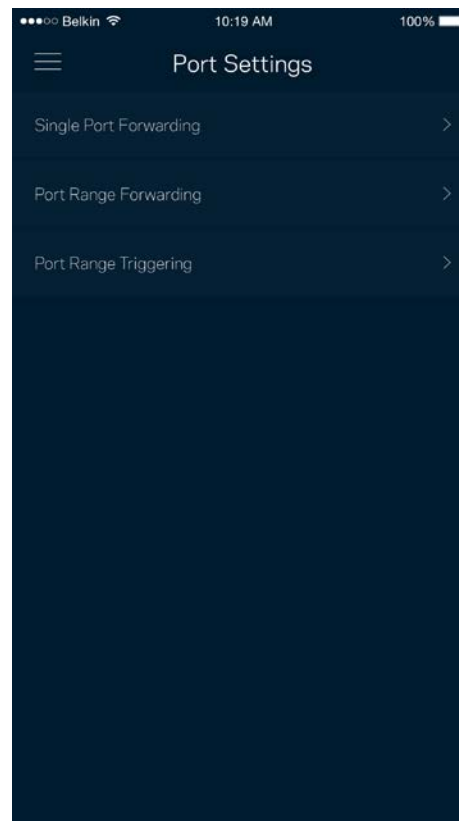 Belkin 10:19 AM 100%
Port Settings
Single Port Forwarding
Port Range Forwarding
Port Range Triggering